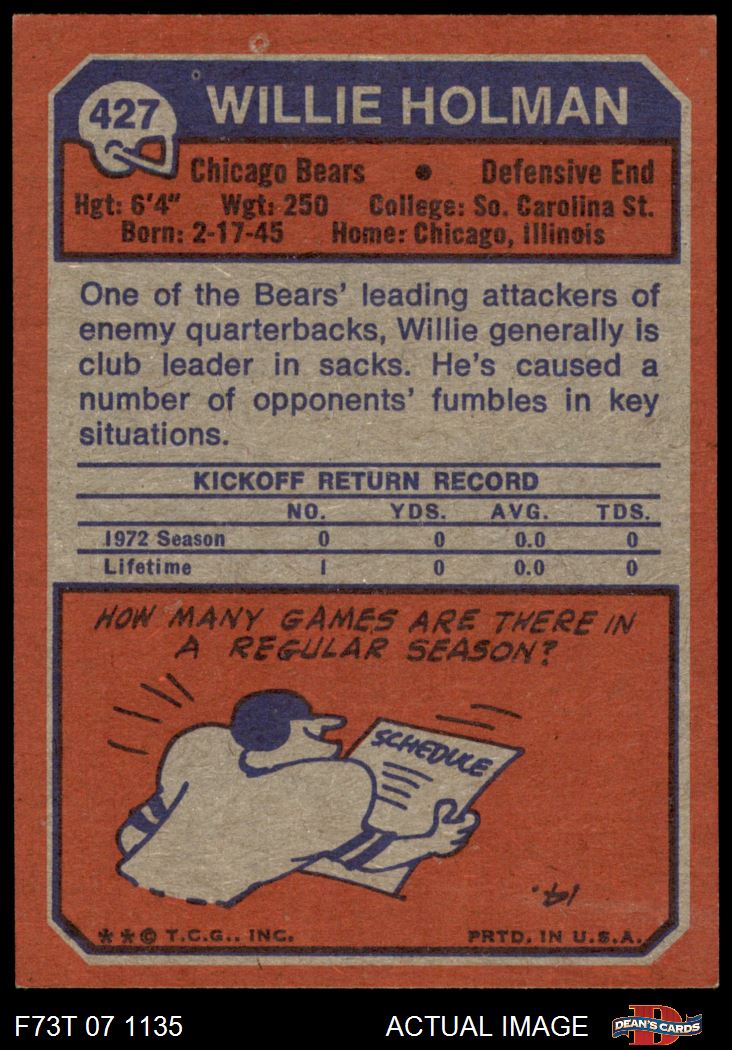 427
WILLIE HOLMAN
Chicago Bears • Defensive End
Hgt: 6'4" Wgt: 250 College: So. Carolina St.
Born: 2-17-45 Home: Chicago, Illinois
One of the Bears' leading attackers of
enemy quarterbacks, Willie generally is
club leader in sacks. He's caused a
number of opponents' fumbles in key
situations.
KICKOFF RETURN RECORD
NO. YDS. AVG. TDS.
1972 Season 0 0 0.0 0
Lifetime 1 0 0.0 0
HOW MANY GAMES ARE THERE IN
A REGULAR SEASON?
SCHEDULE
14.
**© T.C.G., INC. PRTD. IN U.S.A.
F73T 07 1135 ACTUAL IMAGE
D
DEAN'S CARDS